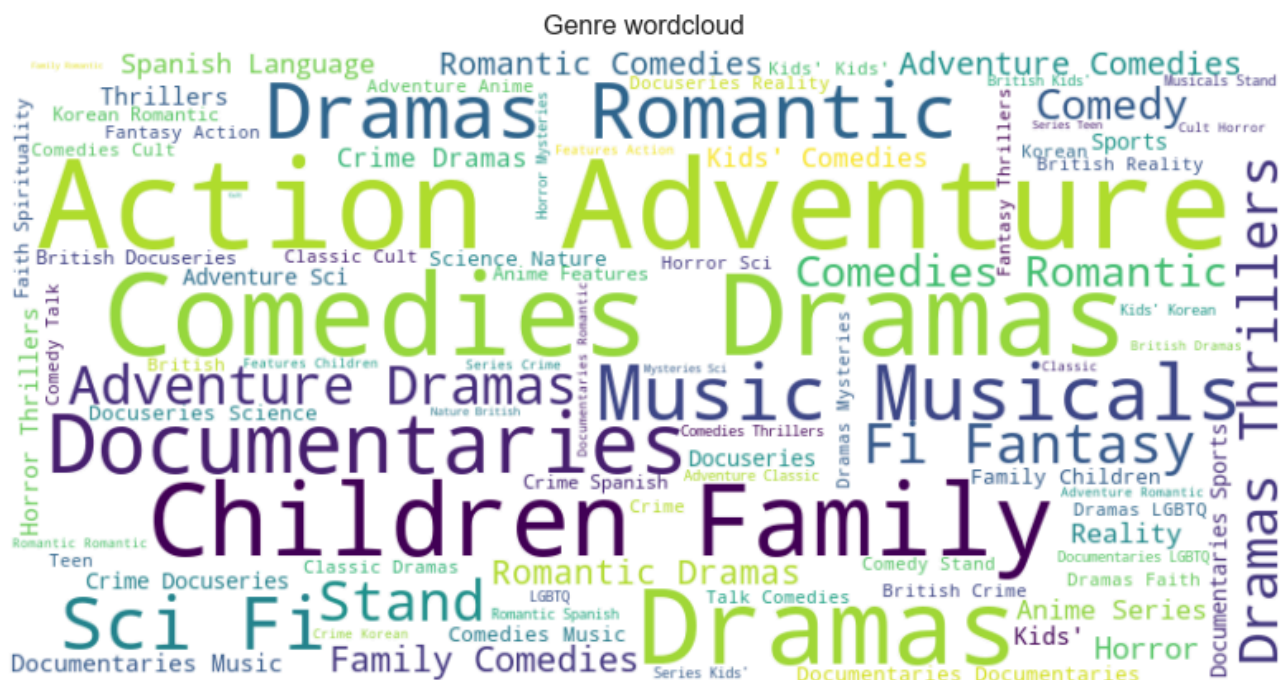 Genre wordcloud
Family Romantic
Spanish Language
Romantic Comedies
Kids' Kids'
Adventure Comedies
Adventure Anime
Docuseries Reality
British Kids'
Musicals Stand
Thrillers
Dramas Romantic
Comedy
Korean Romantic
Fantasy Action
Series Teen
Cult Horror
Comedies Cult
Crime Dramas
Horror Mysteries
Features Action
Kids' Comedies
Fantasy Thrillers
Korean
Sports
British Reality
Faith Spirituality
Action Adventure
Dramas Thrillers
British Docuseries
Classic Cult
Science Nature
Horror Sci
Adventure Sci
Anime Features
Comedies Romantic
Comedy Talk
Comedies Dramas
Documentaries Romantic
Kids' Korean
British Dramas
Horror Thrillers
British
Features Children
Series Crime
Mysteries Sci
Dramas Mysteries
Classic
Adventure Dramas
Music Musicals
Docuseries Science
Nature British
Documentaries
Comedies Thrillers
Fi Fantasy
Docuseries
Crime Spanish
Adventure Classic
Family Children
Documentaries Sports
Children Family
Crime
Adventure Romantic
Dramas LGBTQ
Reality
Romantic Romantic
Teen
Classic Dramas
Romantic Dramas
Comedy Stand
Documentaries LGBTQ
Crime Docuseries
Stand
LGBTQ
Talk Comedies
British Crime
Dramas Faith
Sci Fi
Romantic Spanish
Dramas
Anime Series
Crime Korean
Comedies Music
Kids'
Horror
Documentaries Music
Family Comedies
Series Kids'
Documentaries Documentaries